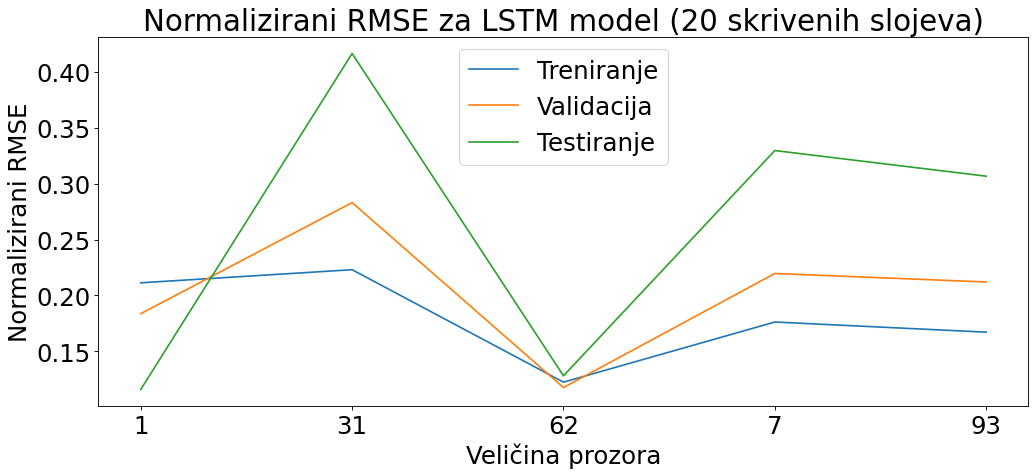 Normalizirani RMSE za LSTM model (20 skrivenih slojeva)
Treniranje
Validacija
Testiranje
Normalizirani RMSE
0.40
0.35
0.30
0.25
0.20
0.15
1 31 62 7 93
Veličina prozora